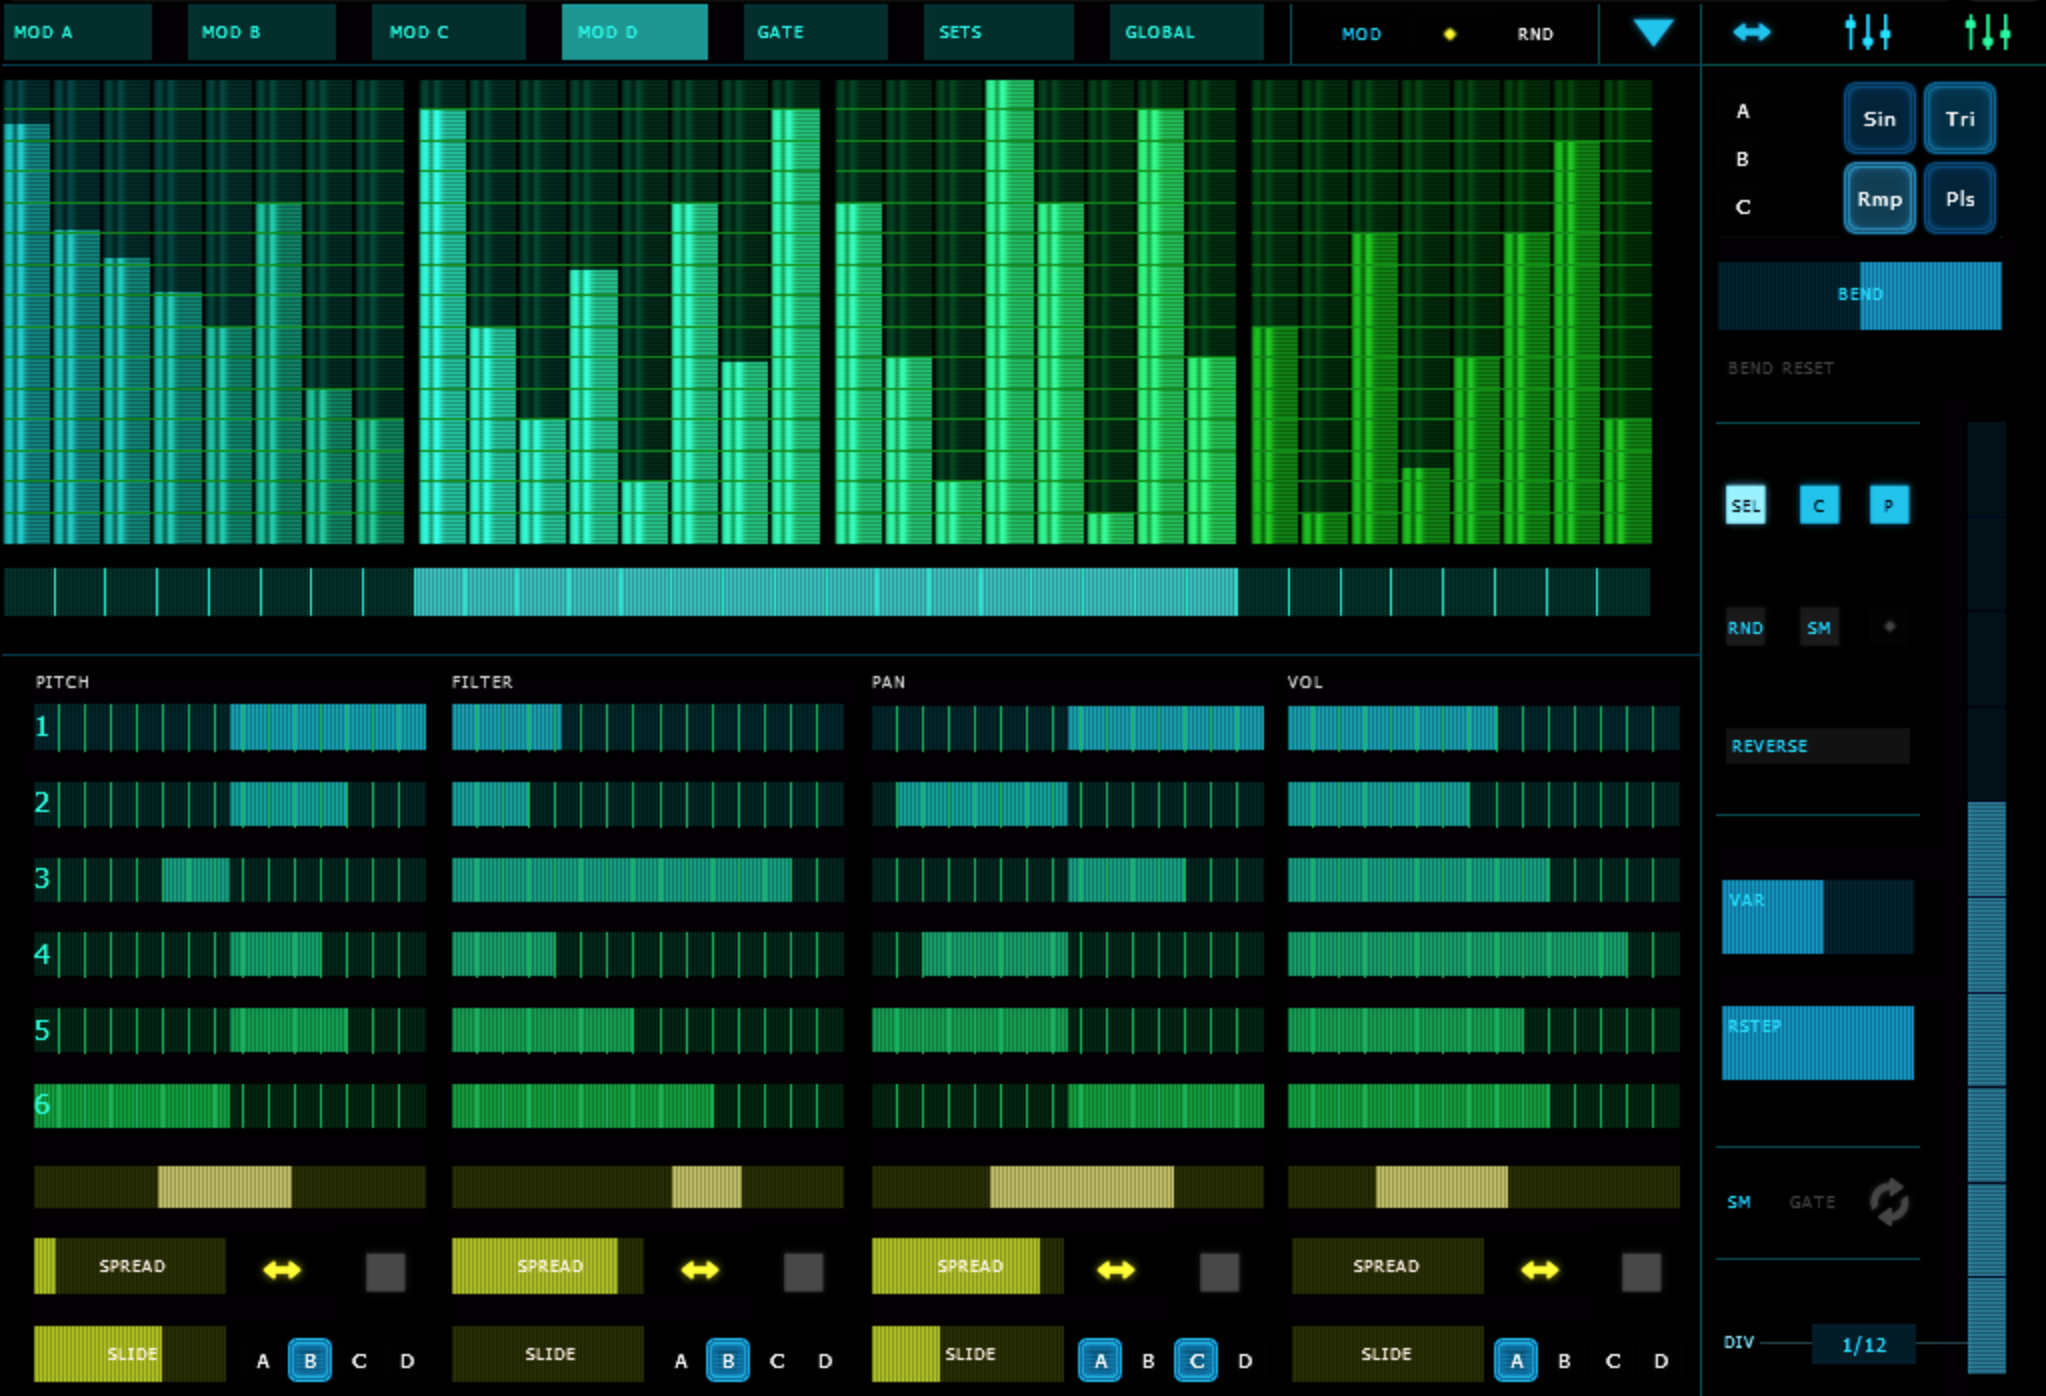 MOD A MOD B MOD C MOD D GATE SETS GLOBAL MOD RND
A Sin Tri
B
C Rmp Pls
BEND
BEND RESET
SEL C P
RND SM
REVERSE
PITCH FILTER PAN VOL
1
2
3
4
5
6
VAR
RSTEP
SM GATE
SPREAD SPREAD SPREAD SPREAD
SLIDE A B C D SLIDE A B C D SLIDE A B C D SLIDE A B C D
DIV 1/12